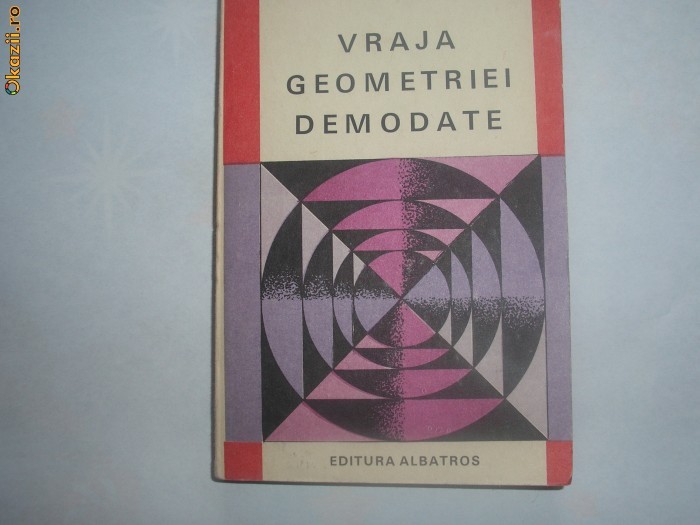 Okazii.ro
VRAJA
GEOMETRIEI
DEMODATE
EDITURA ALBATROS